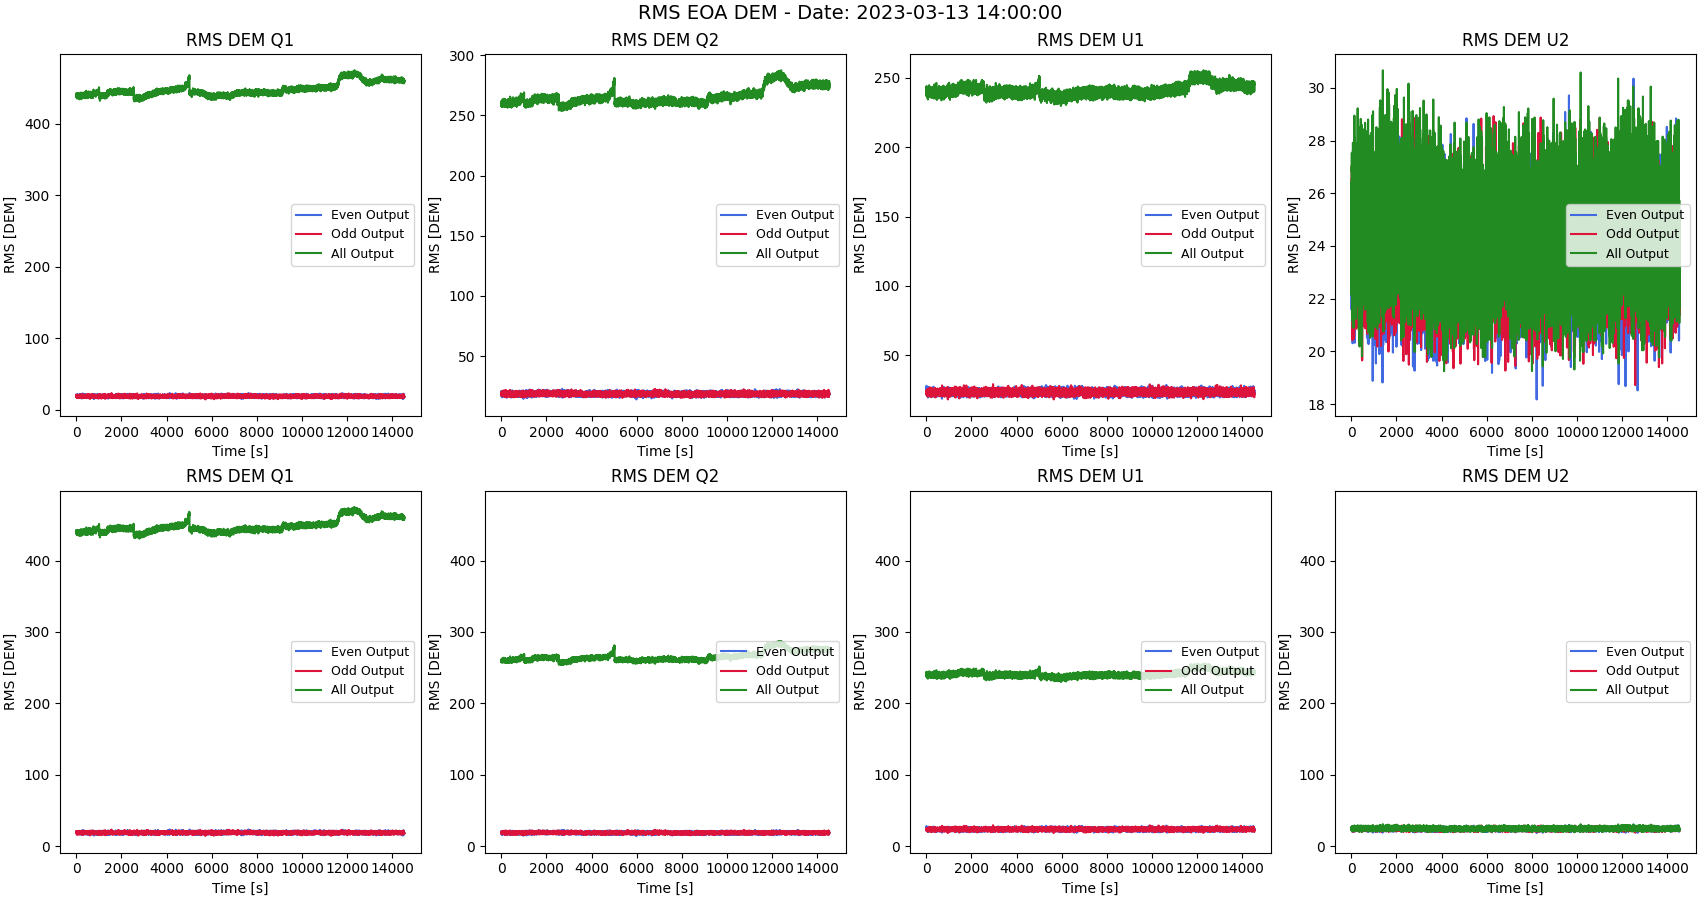 RMS EOA DEM - Date: 2023-03-13 14:00:00
RMS DEM Q1
RMS [DEM]
400
300
200
100
0
Even Output
Odd Output
All Output
0 2000 4000 6000 8000 10000 12000 14000
Time [s]
RMS DEM Q2
RMS [DEM]
300
250
200
150
100
50
Even Output
Odd Output
All Output
0 2000 4000 6000 8000 10000 12000 14000
Time [s]
RMS DEM U1
RMS [DEM]
250
200
150
100
50
Even Output
Odd Output
All Output
0 2000 4000 6000 8000 10000 12000 14000
Time [s]
RMS DEM U2
RMS [DEM]
30
28
26
24
22
20
18
Even Output
Odd Output
All Output
0 2000 4000 6000 8000 10000 12000 14000
Time [s]
RMS DEM Q1
RMS [DEM]
400
300
200
100
0
Even Output
Odd Output
All Output
0 2000 4000 6000 8000 10000 12000 14000
Time [s]
RMS DEM Q2
RMS [DEM]
400
300
200
100
0
Even Output
Odd Output
All Output
0 2000 4000 6000 8000 10000 12000 14000
Time [s]
RMS DEM U1
RMS [DEM]
400
300
200
100
0
Even Output
Odd Output
All Output
0 2000 4000 6000 8000 10000 12000 14000
Time [s]
RMS DEM U2
RMS [DEM]
400
300
200
100
0
Even Output
Odd Output
All Output
0 2000 4000 6000 8000 10000 12000 14000
Time [s]